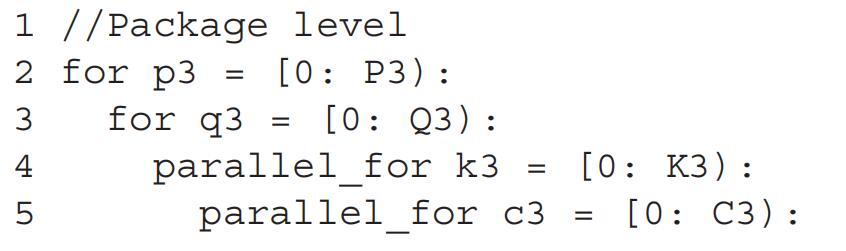 1 //Package level
2 for p3 = [0: P3):
3   for q3 = [0: Q3):
4     parallel_for k3 = [0: K3):
5       parallel_for c3 = [0: C3):